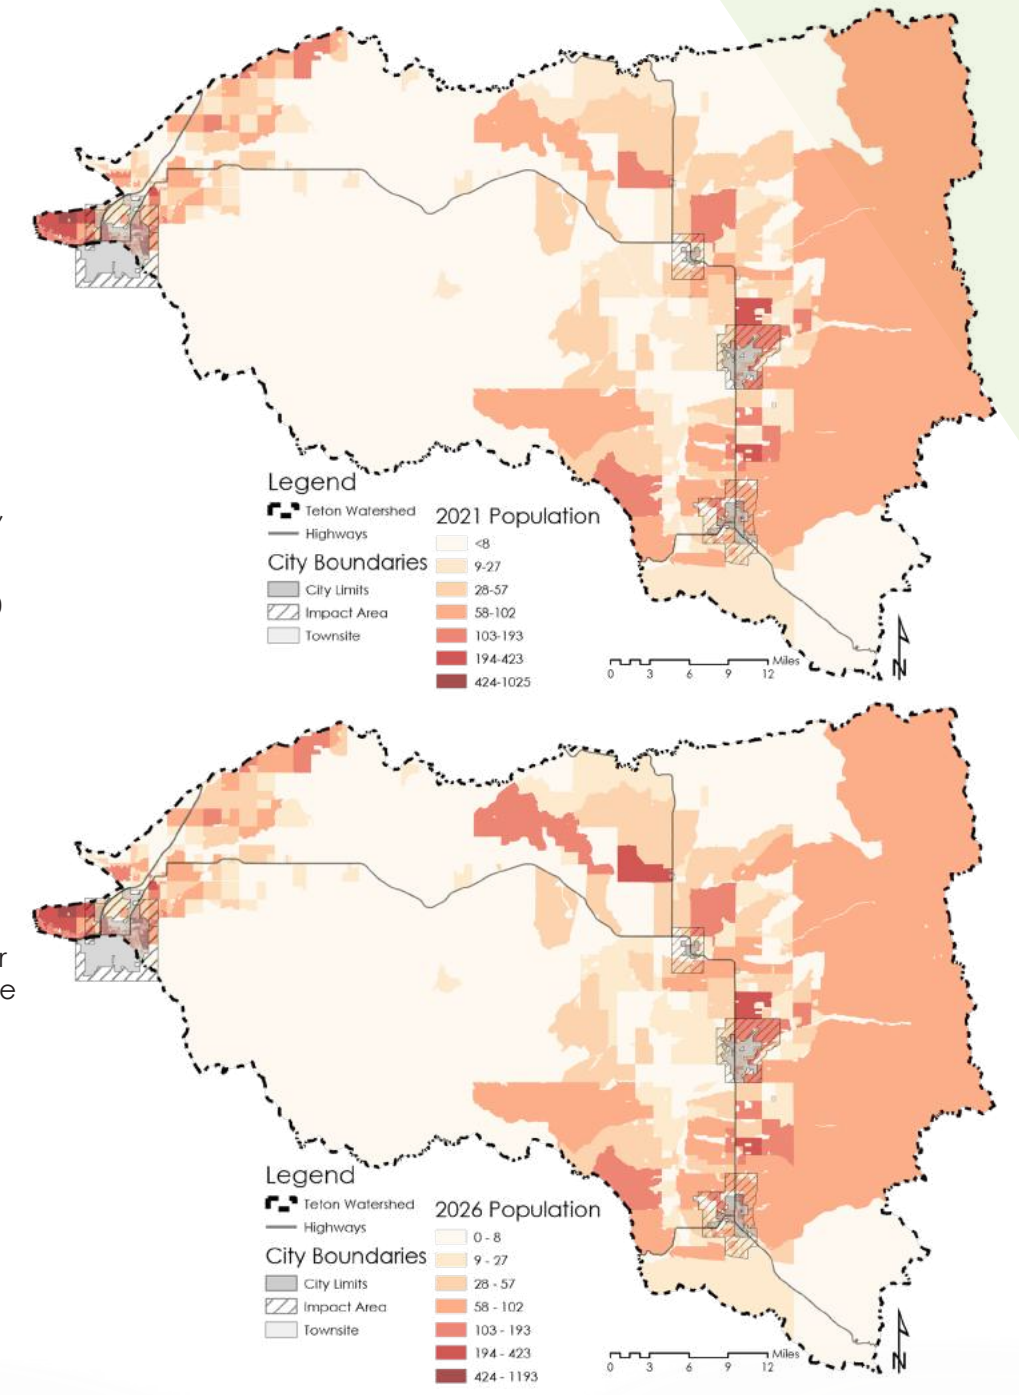 Legend
Teton Watershed
Highways
City Boundaries
City Limits
Impact Area
Townsite
2021 Population
<8
9-27
28-57
58-102
103-193
194-423
424-1025
Miles
0 3 6 9 12
N
y
)
r
e
Legend
Teton Watershed
Highways
City Boundaries
City Limits
Impact Area
Townsite
2026 Population
0 - 8
9 - 27
28 - 57
58 - 102
103 - 193
194 - 423
424 - 1193
Miles
0 3 6 9 12
N